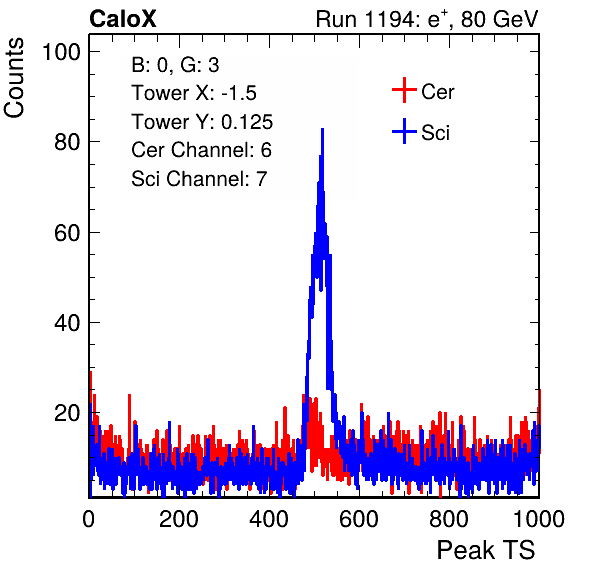 CaloX
Run 1194: e+, 80 GeV
Counts
100
80
60
40
20
B: 0, G: 3
Tower X: -1.5
Tower Y: 0.125
Cer Channel: 6
Sci Channel: 7
Cer
Sci
0
200
400
600
800
1000
Peak TS